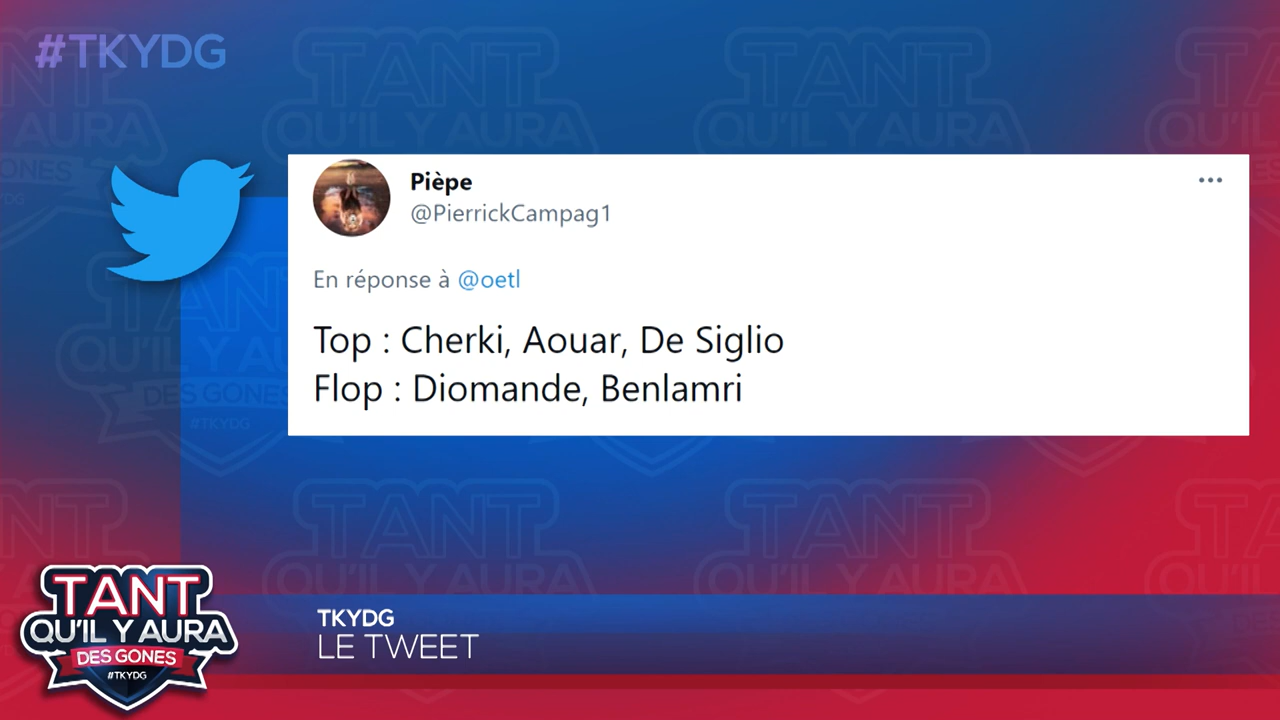 #TKYDG
Pièpe
@PierrickCampag1
En réponse à @oetl
Top : Cherki, Aouar, De Siglio
Flop : Diomande, Benlamri
TANT
QU'IL Y AURA
DES GONES
#TKYDG
TKYDG
LE TWEET